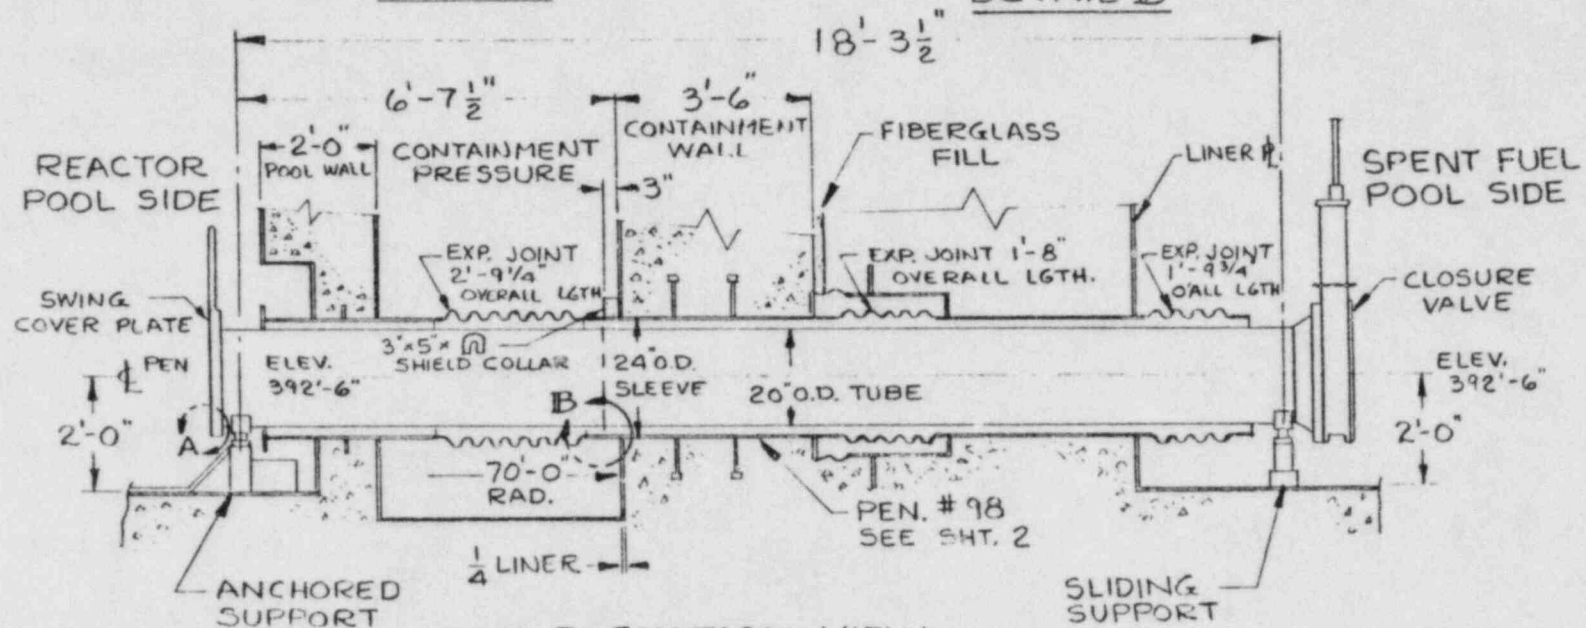 18'-3½"
6'-7½"
3'-6"
CONTAINMENT
WALL
2'-0"
POOL WALL
CONTAINMENT
PRESSURE
3"
FIBERGLASS
FILL
LINER ℙ
REACTOR
POOL SIDE
SPENT FUEL
POOL SIDE
EXP. JOINT
2'-9 1/4"
OVERALL LGTH
EXP. JOINT 1'-8"
OVERALL LGTH.
EXP. JOINT
1'-9 3/4"
O'ALL LGTH
SWING
COVER PLATE
CLOSURE
VALVE
3"x5"x
SHIELD COLLAR
℄ PEN
ELEV.
392'-6"
24" O.D.
SLEEVE
20" O.D. TUBE
ELEV.
392'-6"
2'-0"
A
B
2'-0"
70'-0"
RAD.
PEN. #98
SEE SHT. 2
¼ LINER
ANCHORED
SUPPORT
SLIDING
SUPPORT